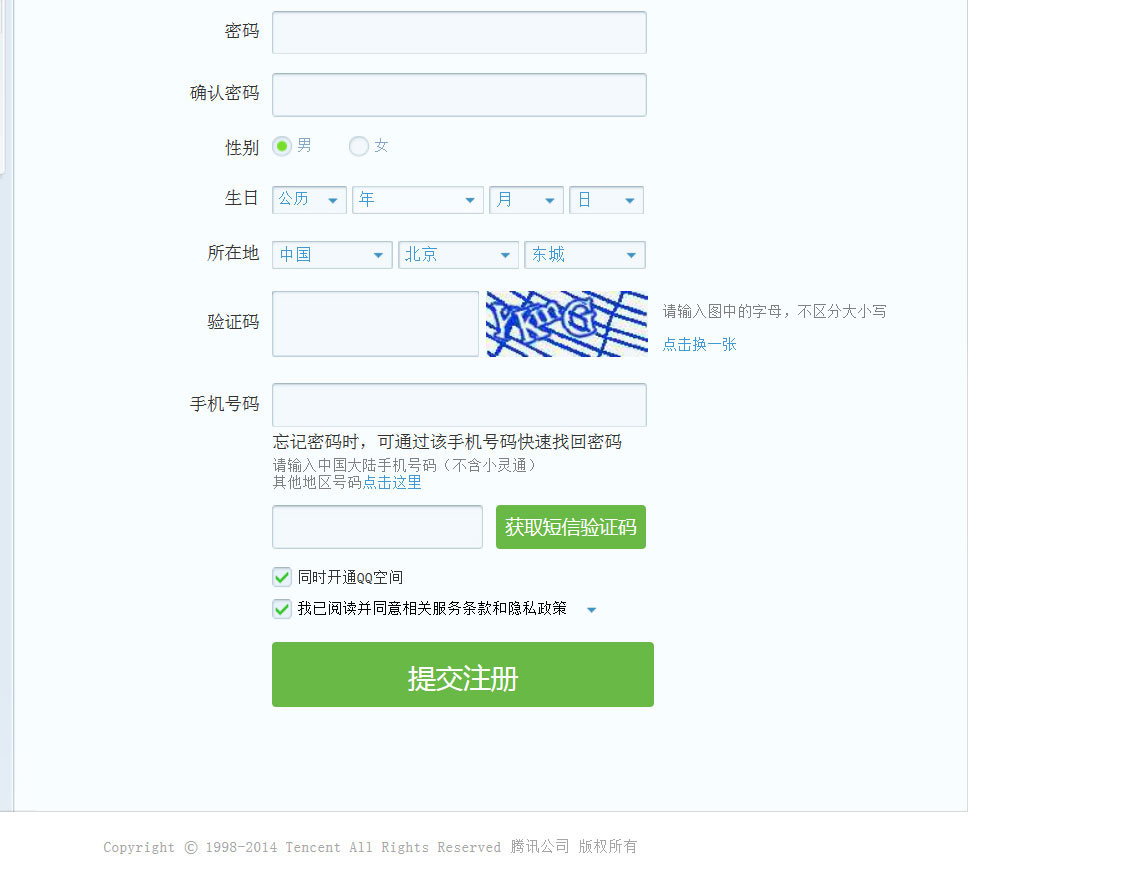 密码
确认密码
性别 男 女
生日 公历 年 月 日
所在地 中国 北京 东城
验证码
请输入图中的字母，不区分大小写
点击换一张
手机号码
忘记密码时，可通过该手机号码快速找回密码
请输入中国大陆手机号码（不含小灵通）
其他地区号码点击这里
获取短信验证码
同时开通QQ空间
我已阅读并同意相关服务条款和隐私政策
提交注册
Copyright © 1998-2014 Tencent All Rights Reserved 腾讯公司 版权所有